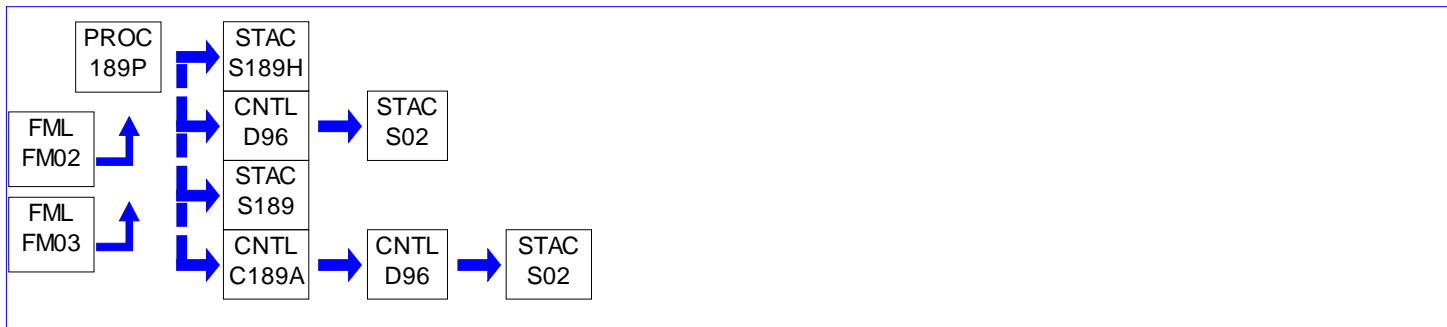 PROC
189P
STAC
S189H
CNTL
D96
STAC
S02
FML
FM02
STAC
S189
FML
FM03
CNTL
C189A
CNTL
D96
STAC
S02